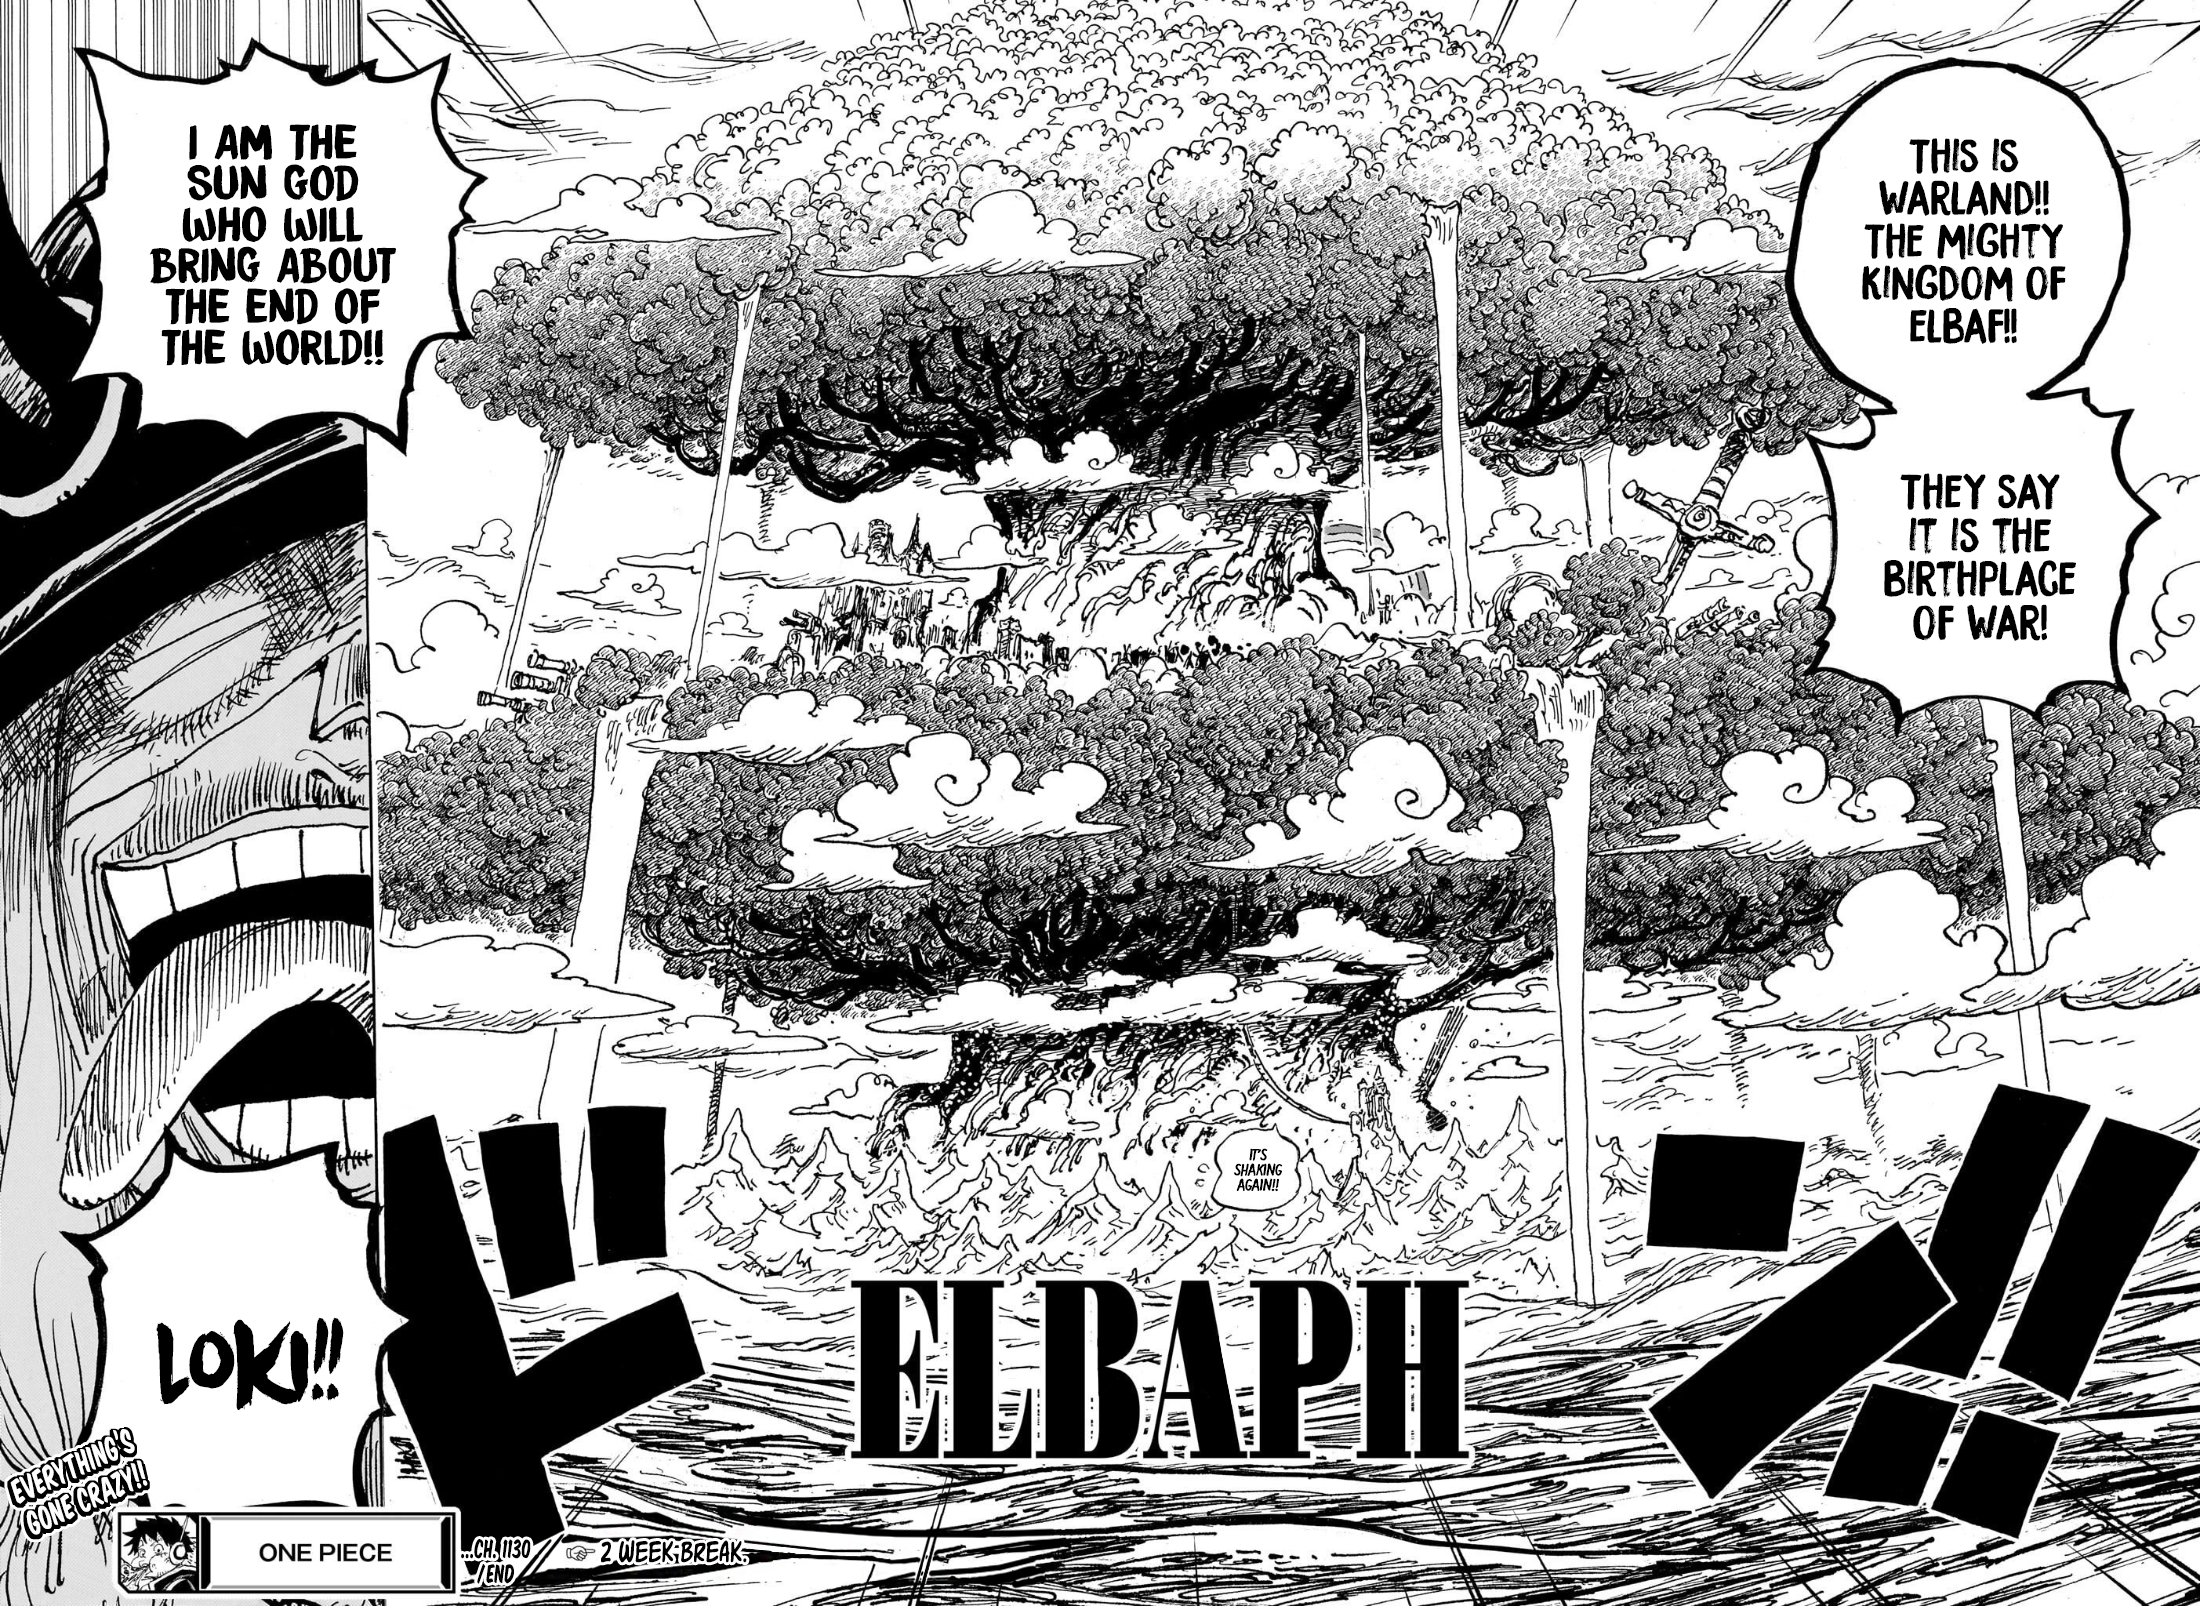 THIS IS
WARLAND!!
THE MIGHTY
KINGDOM OF
ELBAF!!
THEY SAY
IT IS THE
BIRTHPLACE
OF WAR!
IT'S
SHAKING
AGAIN!!
ドン!!
ELBAPH
I AM THE
SUN GOD
WHO WILL
BRING ABOUT
THE END OF
THE WORLD!!
LOKI!!
EVERYTHING'S
GONE CRAZY!!
ONE PIECE
...CH. 1130
/END
☞ 2 WEEK BREAK.